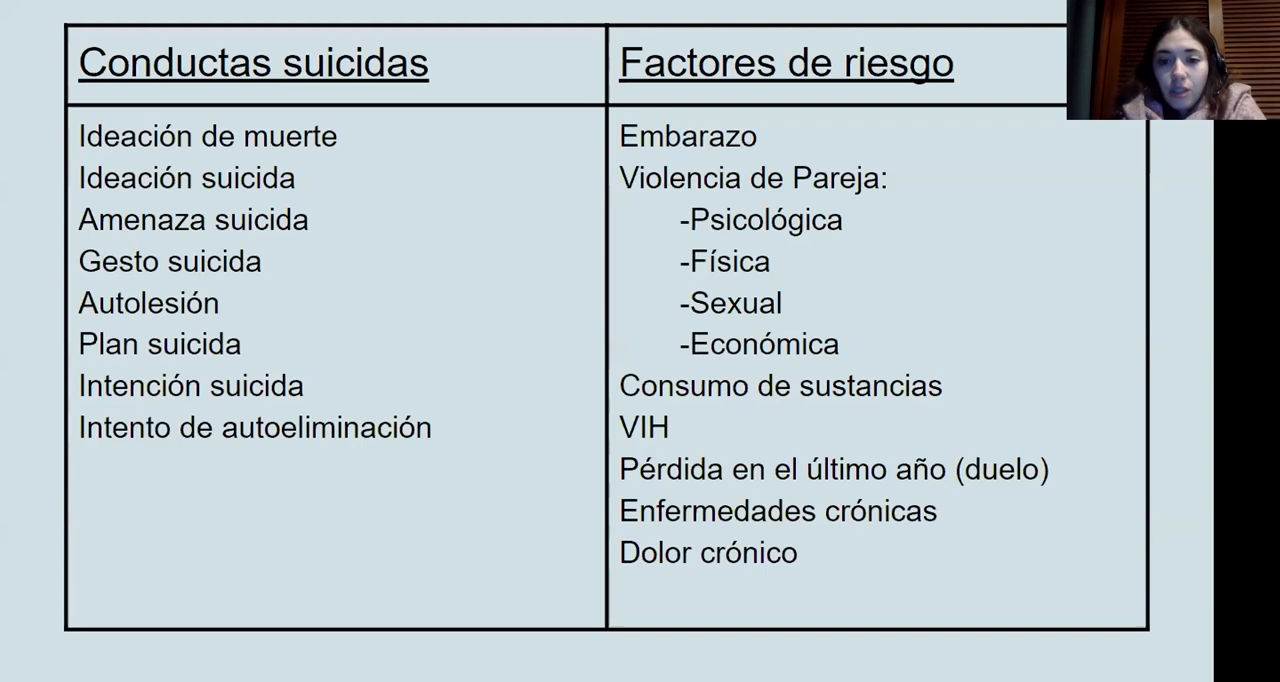 Conductas suicidas
Ideación de muerte
Ideación suicida
Amenaza suicida
Gesto suicida
Autolesión
Plan suicida
Intención suicida
Intento de autoeliminación
Factores de riesgo
Embarazo
Violencia de Pareja:
-Psicológica
-Física
-Sexual
-Económica
Consumo de sustancias
VIH
Pérdida en el último año (duelo)
Enfermedades crónicas
Dolor crónico